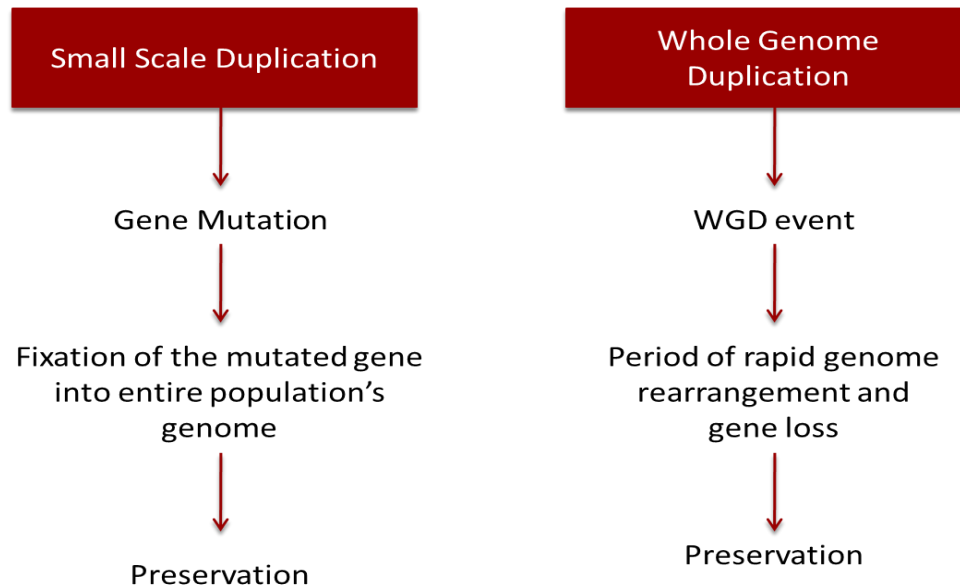 Small Scale Duplication
Gene Mutation
Fixation of the mutated gene
into entire population’s
genome
Preservation
Whole Genome
Duplication
WGD event
Period of rapid genome
rearrangement and
gene loss
Preservation